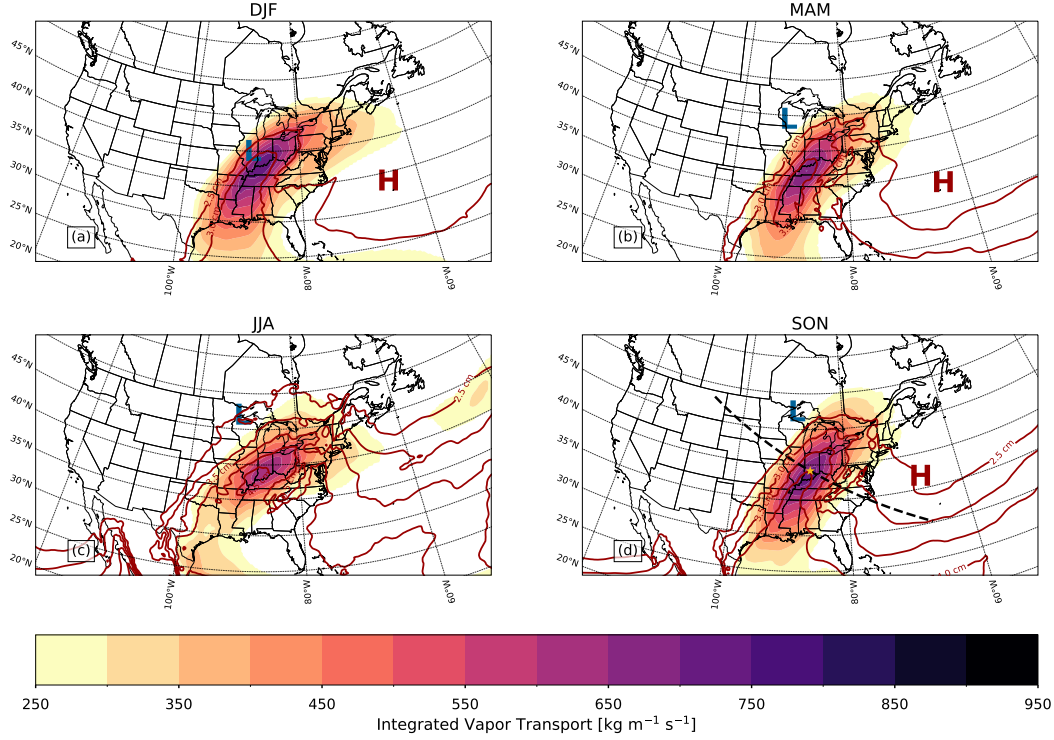 DJF
MAM
45°N
40°N
35°N
30°N
25°N
20°N
L
H
(a)
100°W
80°W
60°W
45°N
40°N
35°N
30°N
25°N
20°N
L
H
(b)
100°W
80°W
60°W
JJA
SON
45°N
40°N
35°N
30°N
25°N
20°N
L
2.5 cm
(c)
100°W
80°W
60°W
45°N
40°N
35°N
30°N
25°N
20°N
L
H
2.5 cm
(d)
100°W
80°W
60°W
250 350 450 550 650 750 850 950
Integrated Vapor Transport [kg m⁻¹ s⁻¹]